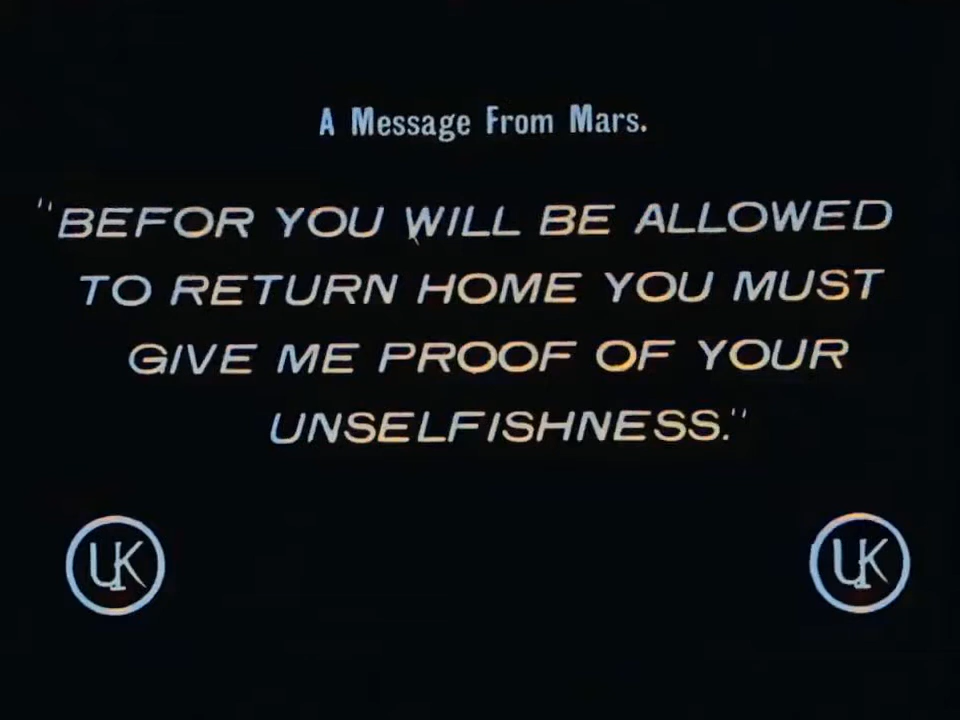 A Message From Mars.
"BEFOR YOU WILL BE ALLOWED
TO RETURN HOME YOU MUST
GIVE ME PROOF OF YOUR
UNSELFISHNESS."
UK
UK